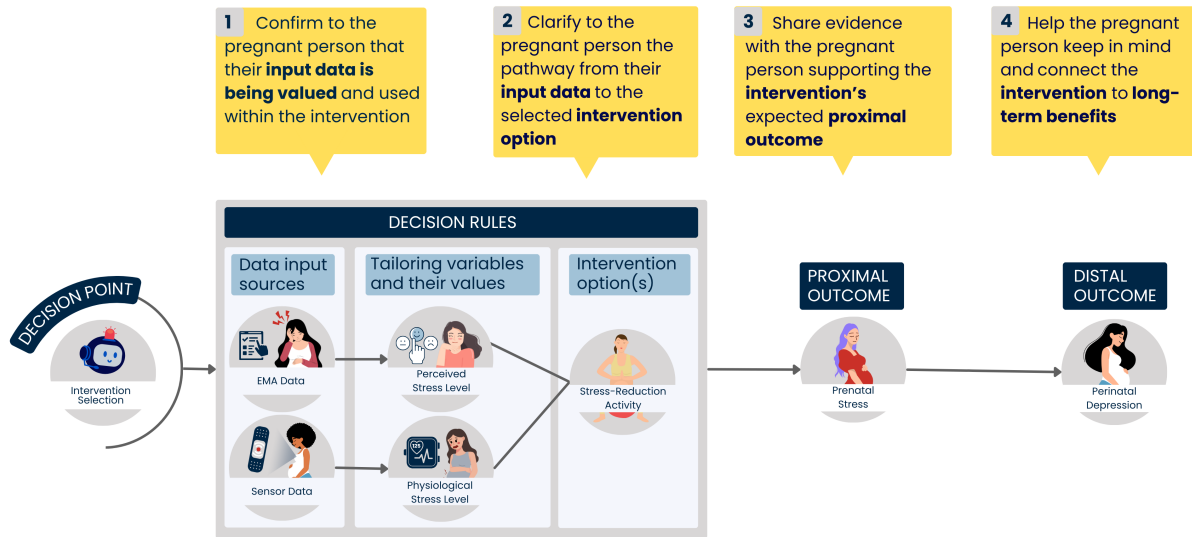 1 Confirm to the
pregnant person that
their input data is
being valued and used
within the intervention
2 Clarify to the
pregnant person the
pathway from their
input data to the
selected intervention
option
3 Share evidence
with the pregnant
person supporting the
intervention's
expected proximal
outcome
4 Help the pregnant
person keep in mind
and connect the
intervention to long-
term benefits
DECISION POINT
Intervention
Selection
DECISION RULES
Data input
sources
EMA Data
Sensor Data
Tailoring variables
and their values
Perceived
Stress Level
125
Physiological
Stress Level
Intervention
option(s)
Stress-Reduction
Activity
PROXIMAL
OUTCOME
Prenatal
Stress
DISTAL
OUTCOME
Perinatal
Depression